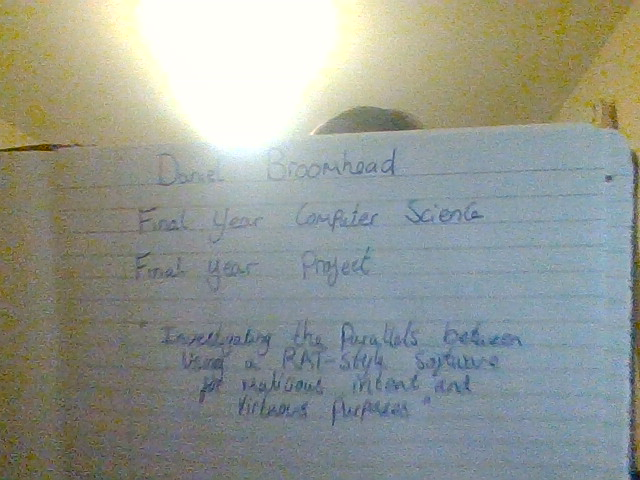 Daniel Broomhead
Final Year Computer Science
Final Year Project
"Investigating the Parallels between
Using a RAT-Style Software
for malicious intent and
Virtuous Purposes"